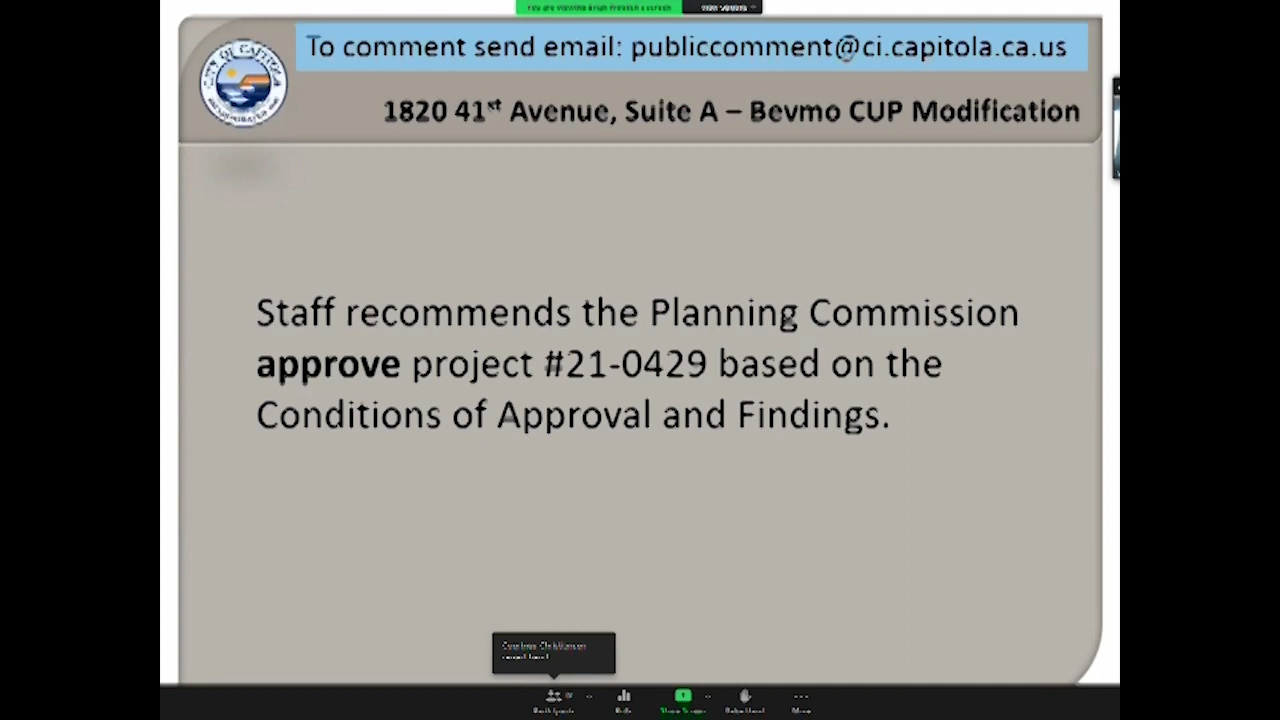 To comment send email: publiccomment@ci.capitola.ca.us
1820 41st Avenue, Suite A – Bevmo CUP Modification
Staff recommends the Planning Commission
approve project #21-0429 based on the
Conditions of Approval and Findings.